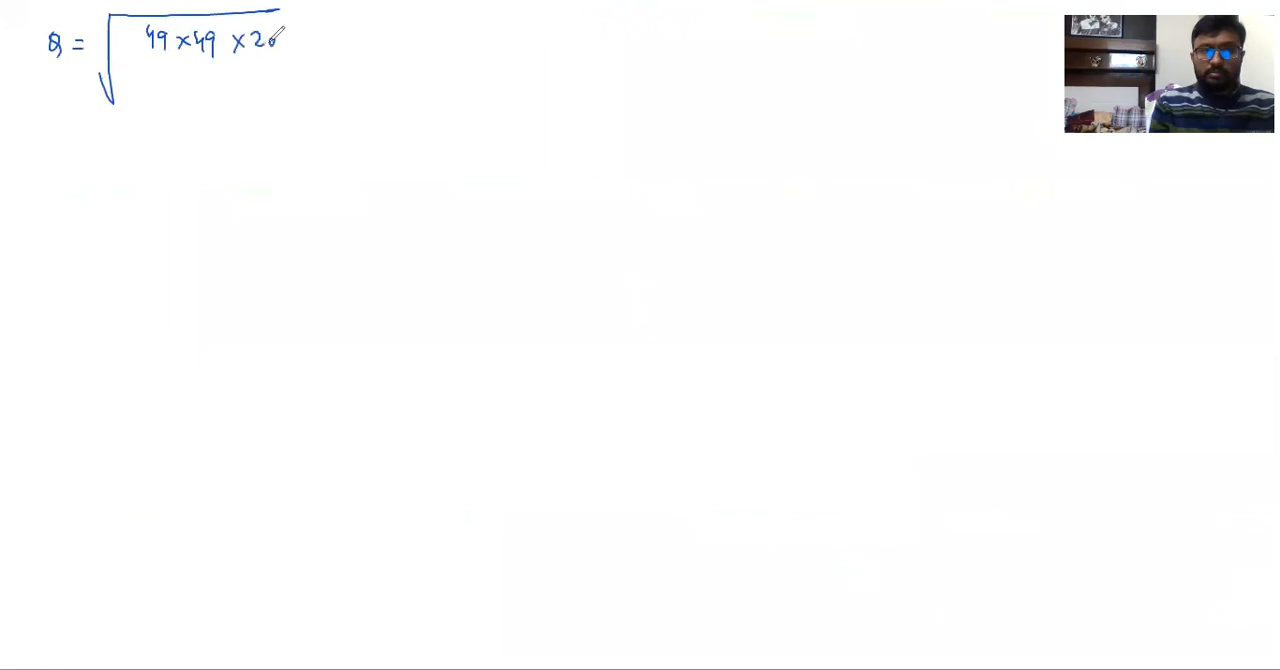 Q = √ 49 × 49 × 2